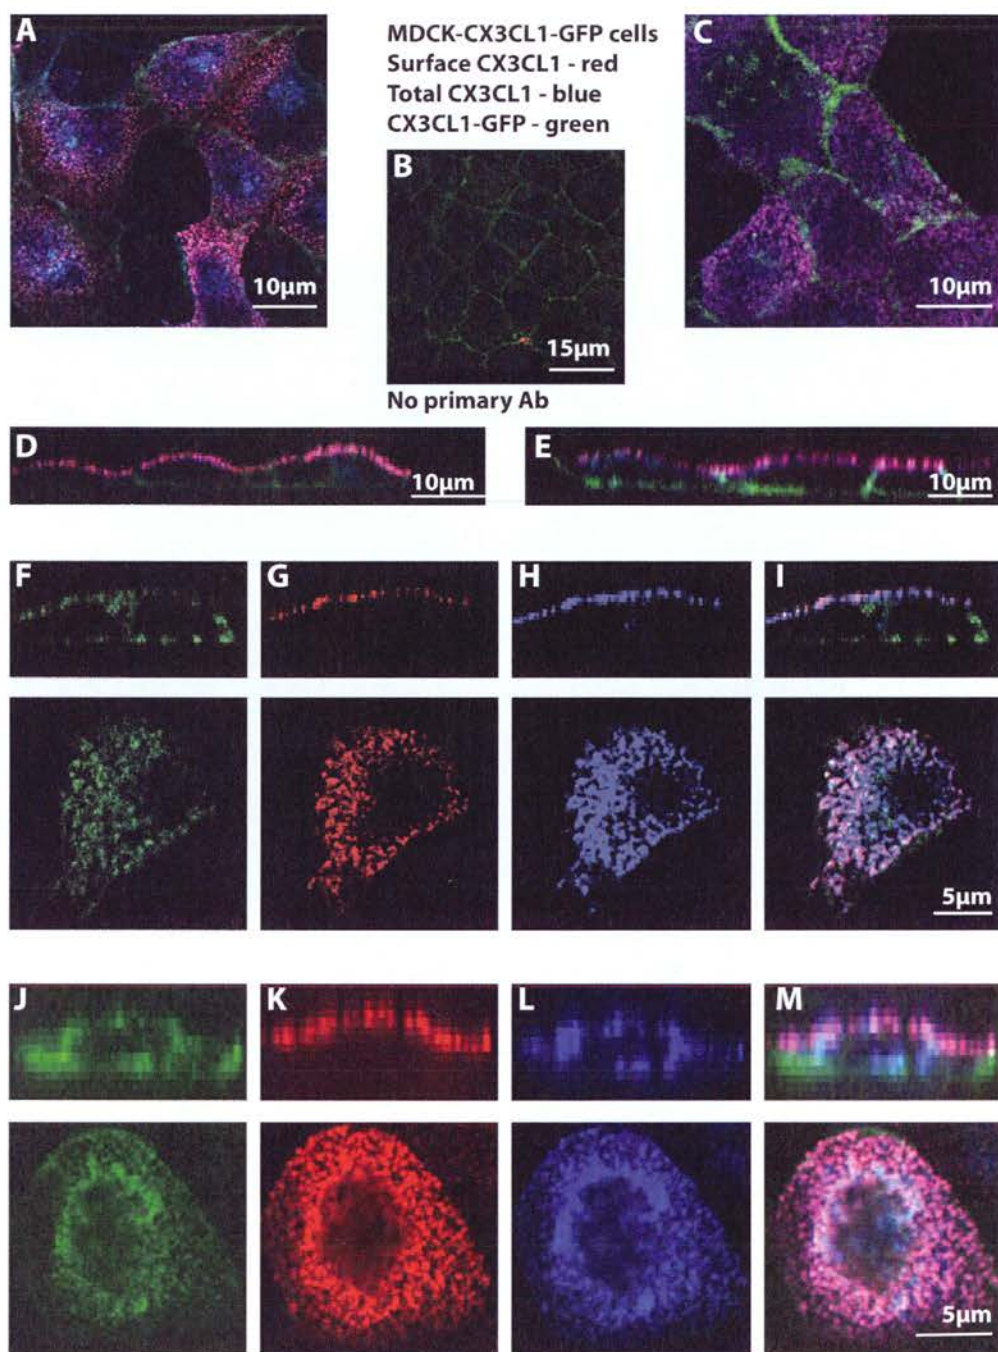 A
10µm
MDCK-CX3CL1-GFP cells
Surface CX3CL1 - red
Total CX3CL1 - blue
CX3CL1-GFP - green
B
15µm
No primary Ab
C
10µm
D
10µm
E
10µm
F
G
H
I
5µm
J
K
L
M
5µm